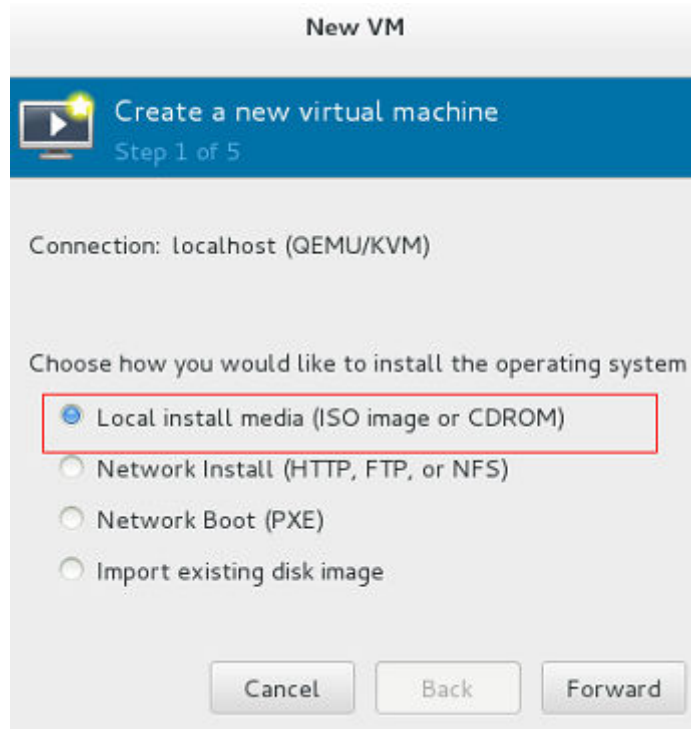 New VM
Create a new virtual machine
Step 1 of 5
Connection: localhost (QEMU/KVM)
Choose how you would like to install the operating system
Local install media (ISO image or CDROM)
Network Install (HTTP, FTP, or NFS)
Network Boot (PXE)
Import existing disk image
Cancel Back Forward